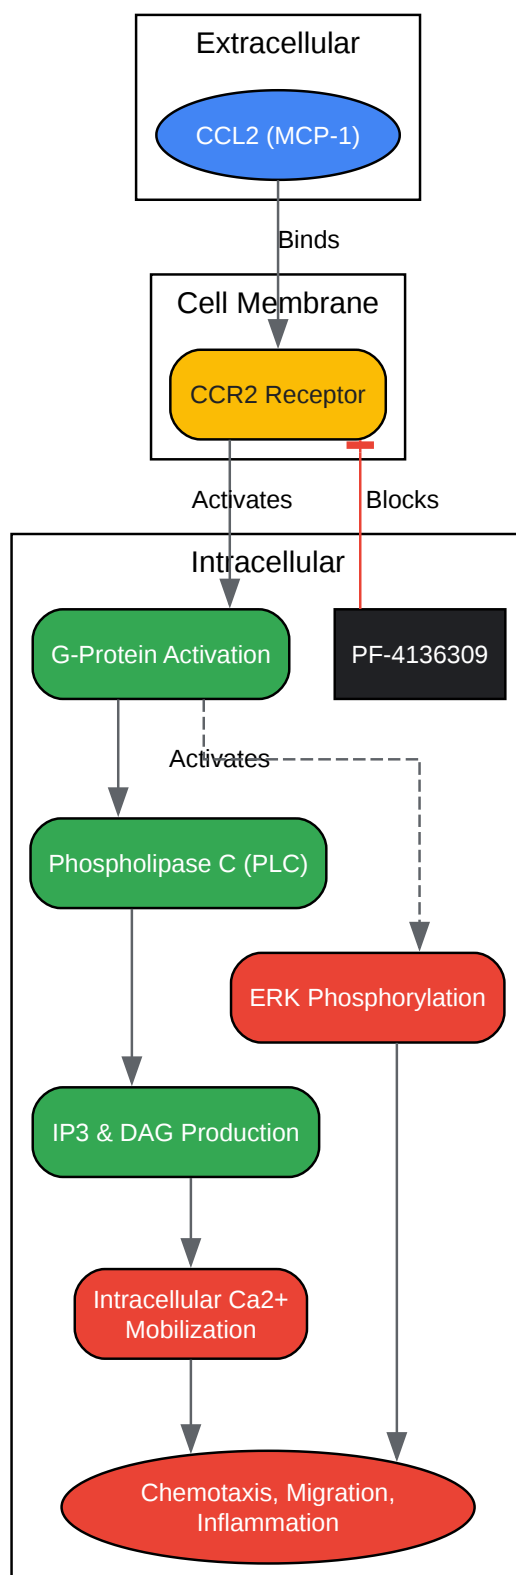 Extracellular
CCL2 (MCP-1)
Binds
Cell Membrane
CCR2 Receptor
Activates
Blocks
Intracellular
G-Protein Activation
PF-4136309
Activates
Phospholipase C (PLC)
ERK Phosphorylation
IP3 & DAG Production
Intracellular Ca2+
Mobilization
Chemotaxis, Migration,
Inflammation